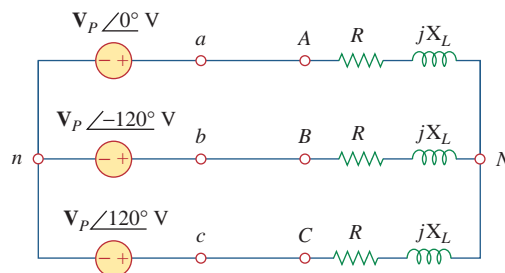 V_P ∠0° V
a A R jX_L
− +
V_P ∠−120° V
b B R jX_L
n − + N
V_P ∠120° V
c C R jX_L
− +